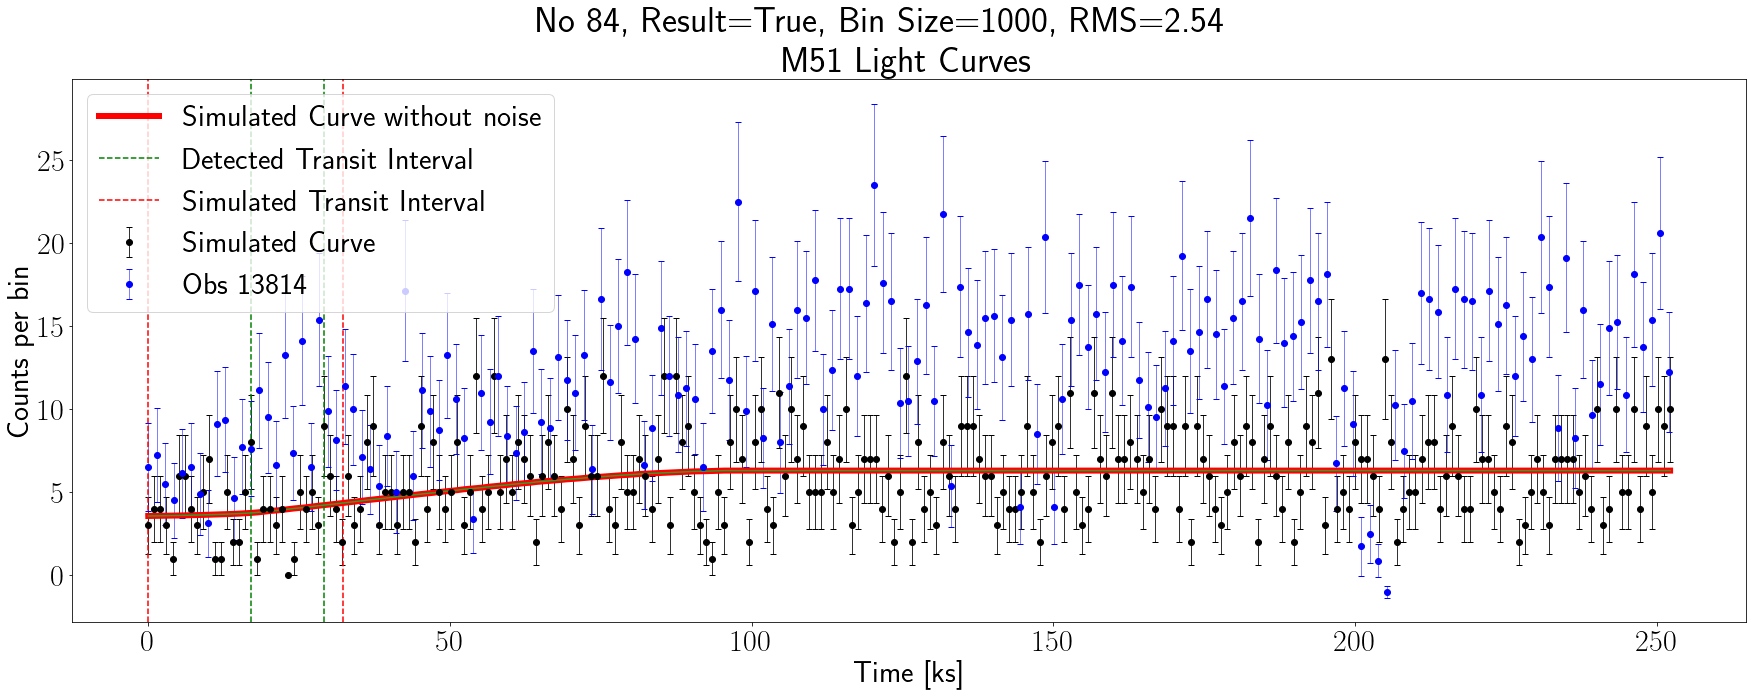 No 84, Result=True, Bin Size=1000, RMS=2.54
M51 Light Curves
Simulated Curve without noise
Detected Transit Interval
Simulated Transit Interval
Simulated Curve
Obs 13814
Counts per bin
25
20
15
10
5
0
0 50 100 150 200 250
Time [ks]